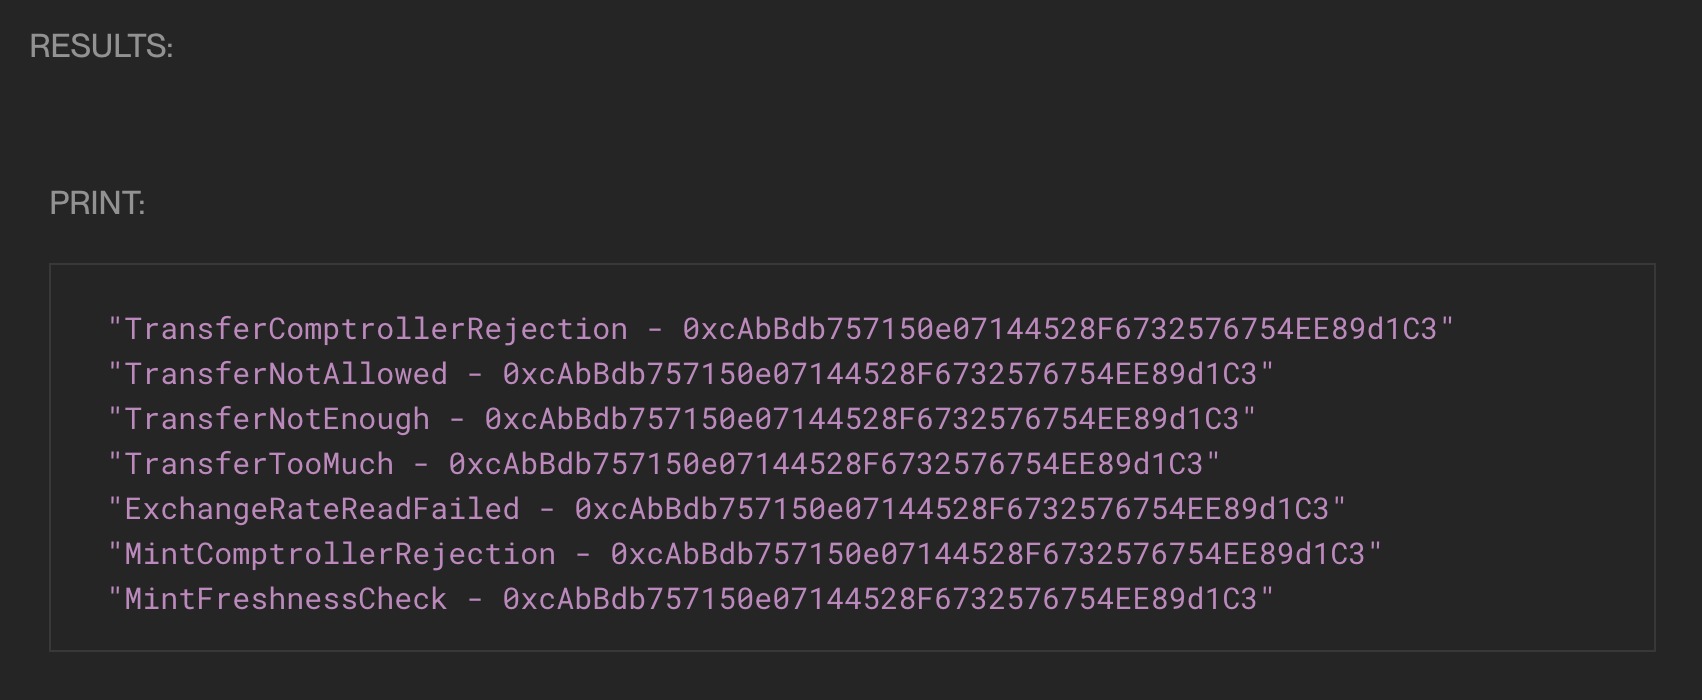 RESULTS:
PRINT:
"TransferComptrollerRejection - 0xcAbBdb757150e07144528F6732576754EE89d1C3"
"TransferNotAllowed - 0xcAbBdb757150e07144528F6732576754EE89d1C3"
"TransferNotEnough - 0xcAbBdb757150e07144528F6732576754EE89d1C3"
"TransferTooMuch - 0xcAbBdb757150e07144528F6732576754EE89d1C3"
"ExchangeRateReadFailed - 0xcAbBdb757150e07144528F6732576754EE89d1C3"
"MintComptrollerRejection - 0xcAbBdb757150e07144528F6732576754EE89d1C3"
"MintFreshnessCheck - 0xcAbBdb757150e07144528F6732576754EE89d1C3"